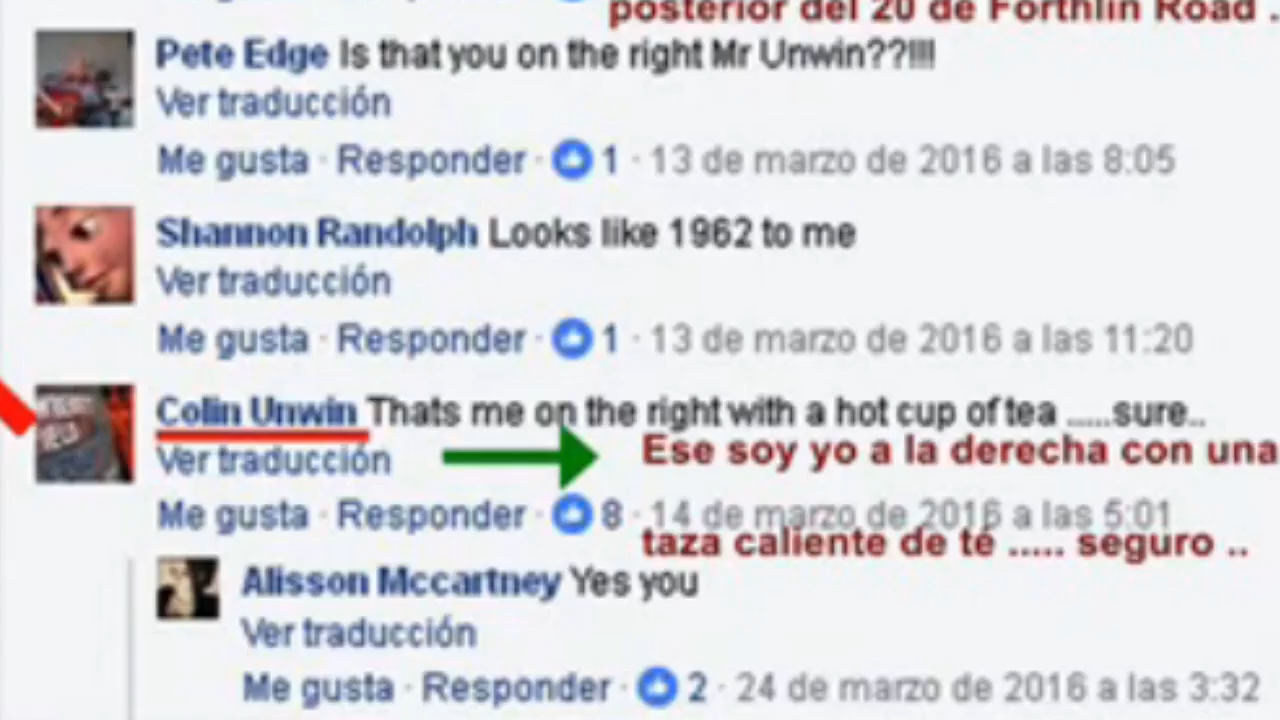 posterior del 20 de Forthlin Road .
Pete Edge Is that you on the right Mr Unwin??!!!
Ver traducción
Me gusta · Responder · 1 · 13 de marzo de 2016 a las 8:05
Shannon Randolph Looks like 1962 to me
Ver traducción
Me gusta · Responder · 1 · 13 de marzo de 2016 a las 11:20
Colin Unwin Thats me on the right with a hot cup of tea .....sure..
Ver traducción
Ese soy yo a la derecha con una
Me gusta · Responder · 8 · 14 de marzo de 2016 a las 5:01
taza caliente de té ..... seguro ..
Alisson Mccartney Yes you
Ver traducción
Me gusta · Responder · 2 · 24 de marzo de 2016 a las 3:32